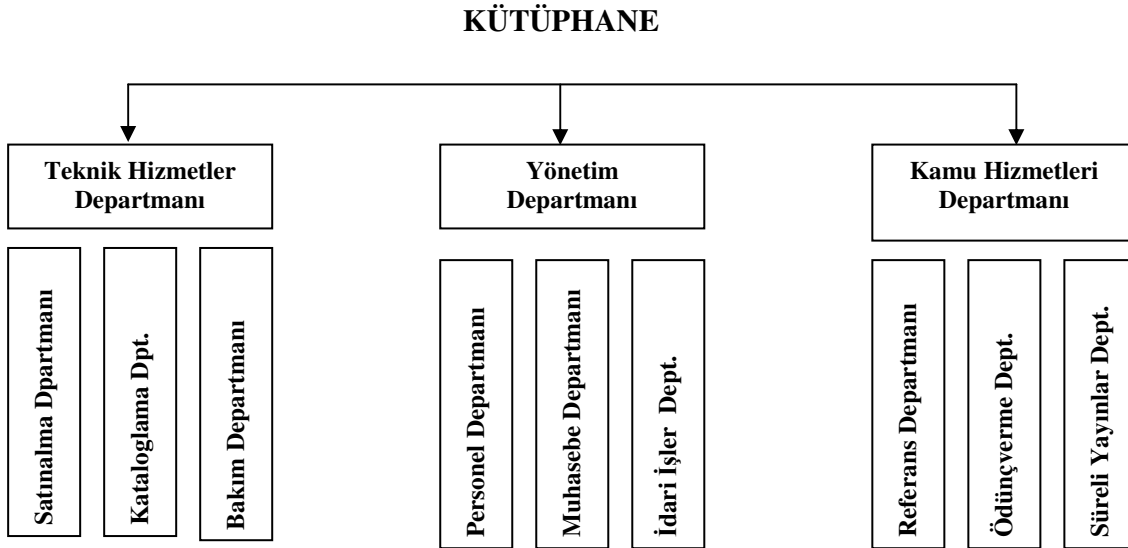 KÜTÜPHANE
Teknik Hizmetler
Departmanı
Yönetim
Departmanı
Kamu Hizmetleri
Departmanı
Satınalma Dpartmanı
Kataloglama Dpt.
Bakım Departmanı
Personel Departmanı
Muhasebe Departmanı
İdari İşler Dept.
Referans Departmanı
Ödünçverme Dept.
Süreli Yayınlar Dept.